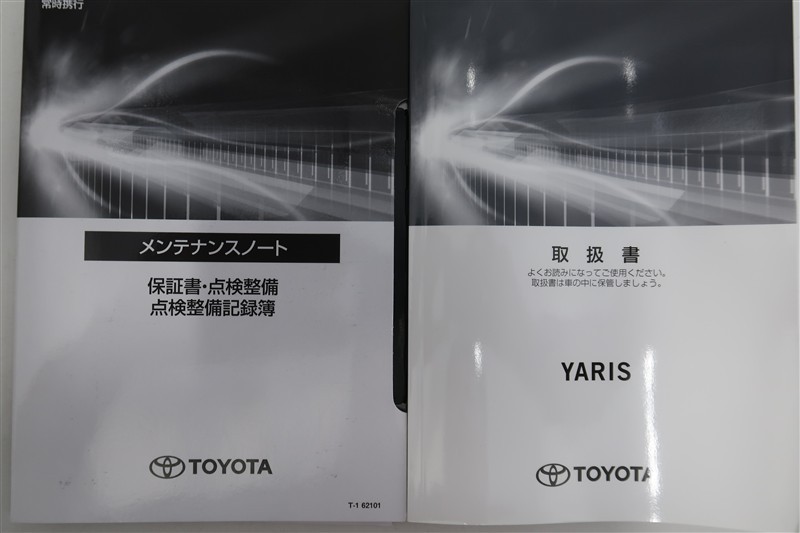 常時携行
メンテナンスノート
保証書・点検整備
点検整備記録簿
TOYOTA
T-1 62101
取扱書
よくお読みになってご使用ください。
取扱書は車の中に保管しましょう。
YARIS
TOYOTA